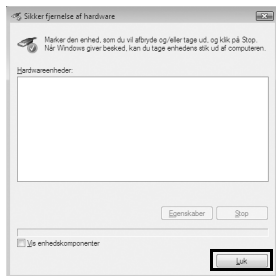 Sikker fjernelse af hardware
Marker den enhed, som du vil afbryde og/eller tage ud, og klik på Stop.
Når Windows giver besked, kan du tage enhedens stik ud af computeren.
Hardwareenheder:
Egenskaber
Stop
Vis enhedskomponenter
Luk